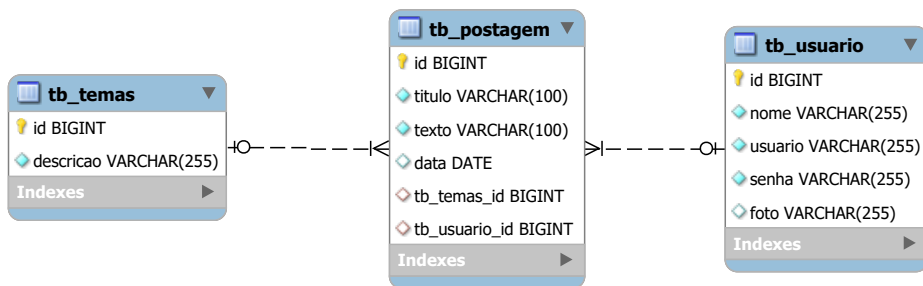 tb_temas
id BIGINT
descricao VARCHAR(255)
Indexes
tb_postagem
id BIGINT
titulo VARCHAR(100)
texto VARCHAR(100)
data DATE
tb_temas_id BIGINT
tb_usuario_id BIGINT
Indexes
tb_usuario
id BIGINT
nome VARCHAR(255)
usuario VARCHAR(255)
senha VARCHAR(255)
foto VARCHAR(255)
Indexes